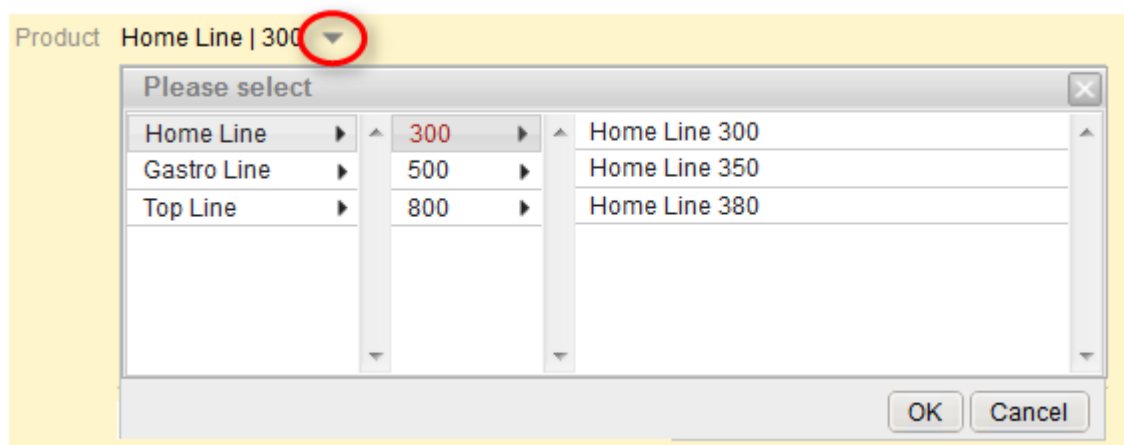 Product Home Line | 300
Please select
Home Line 300 Home Line 300
Gastro Line 500 Home Line 350
Top Line 800 Home Line 380
OK Cancel